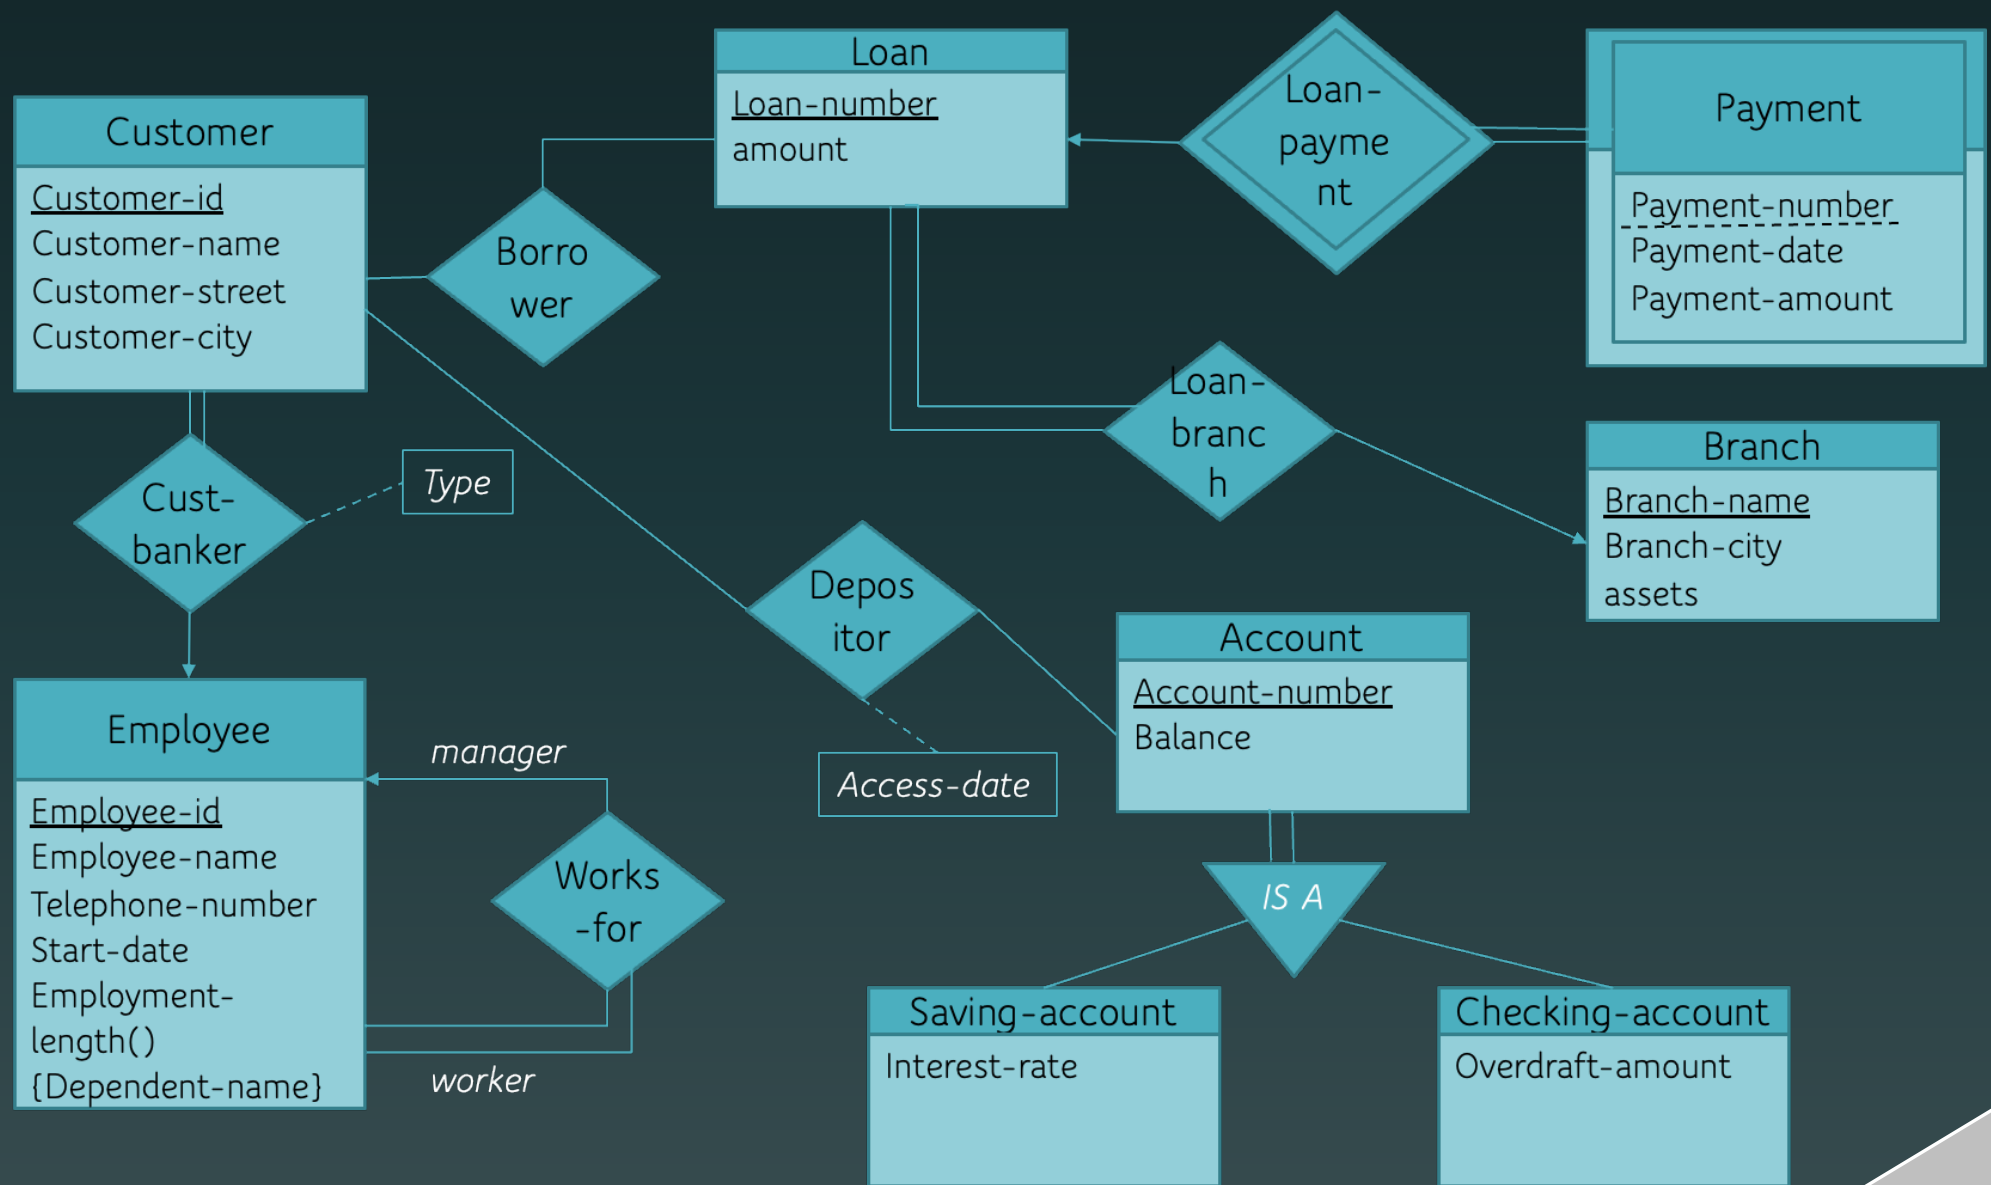 Customer
Customer-id
Customer-name
Customer-street
Customer-city
Borro
wer
Loan
Loan-number
amount
Loan-
payme
nt
Payment
Payment-number
Payment-date
Payment-amount
Loan-
branc
h
Branch
Branch-name
Branch-city
assets
Cust-
banker
Type
Depos
itor
Access-date
Account
Account-number
Balance
IS A
Saving-account
Interest-rate
Checking-account
Overdraft-amount
Employee
Employee-id
Employee-name
Telephone-number
Start-date
Employment-
length()
{Dependent-name}
manager
Works
-for
worker